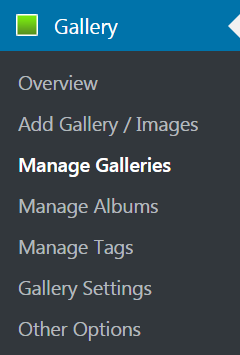 Gallery
Overview
Add Gallery / Images
Manage Galleries
Manage Albums
Manage Tags
Gallery Settings
Other Options